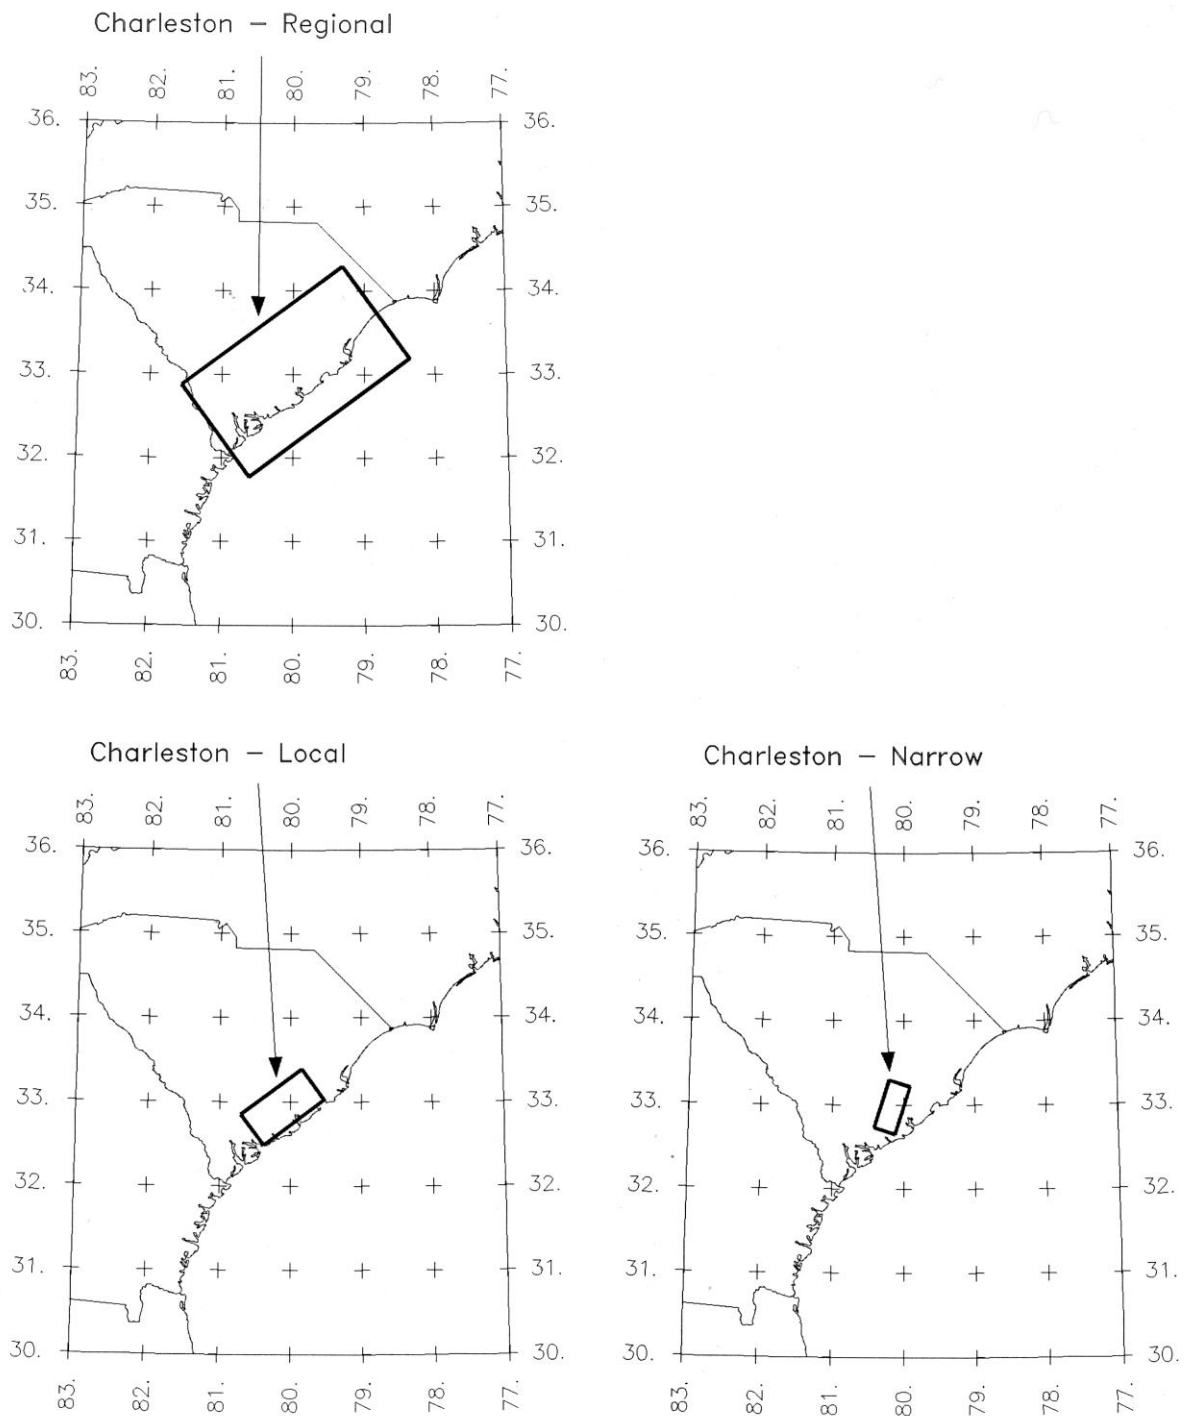 Charleston – Regional
83. 82. 81. 80. 79. 78. 77.
36. 36.
35. 35.
34. 34.
33. 33.
32. 32.
31. 31.
30. 30.
83. 82. 81. 80. 79. 78. 77.
Charleston – Local
83. 82. 81. 80. 79. 78. 77.
36. 36.
35. 35.
34. 34.
33. 33.
32. 32.
31. 31.
30. 30.
83. 82. 81. 80. 79. 78. 77.
Charleston – Narrow
83. 82. 81. 80. 79. 78. 77.
36. 36.
35. 35.
34. 34.
33. 33.
32. 32.
31. 31.
30. 30.
83. 82. 81. 80. 79. 78. 77.